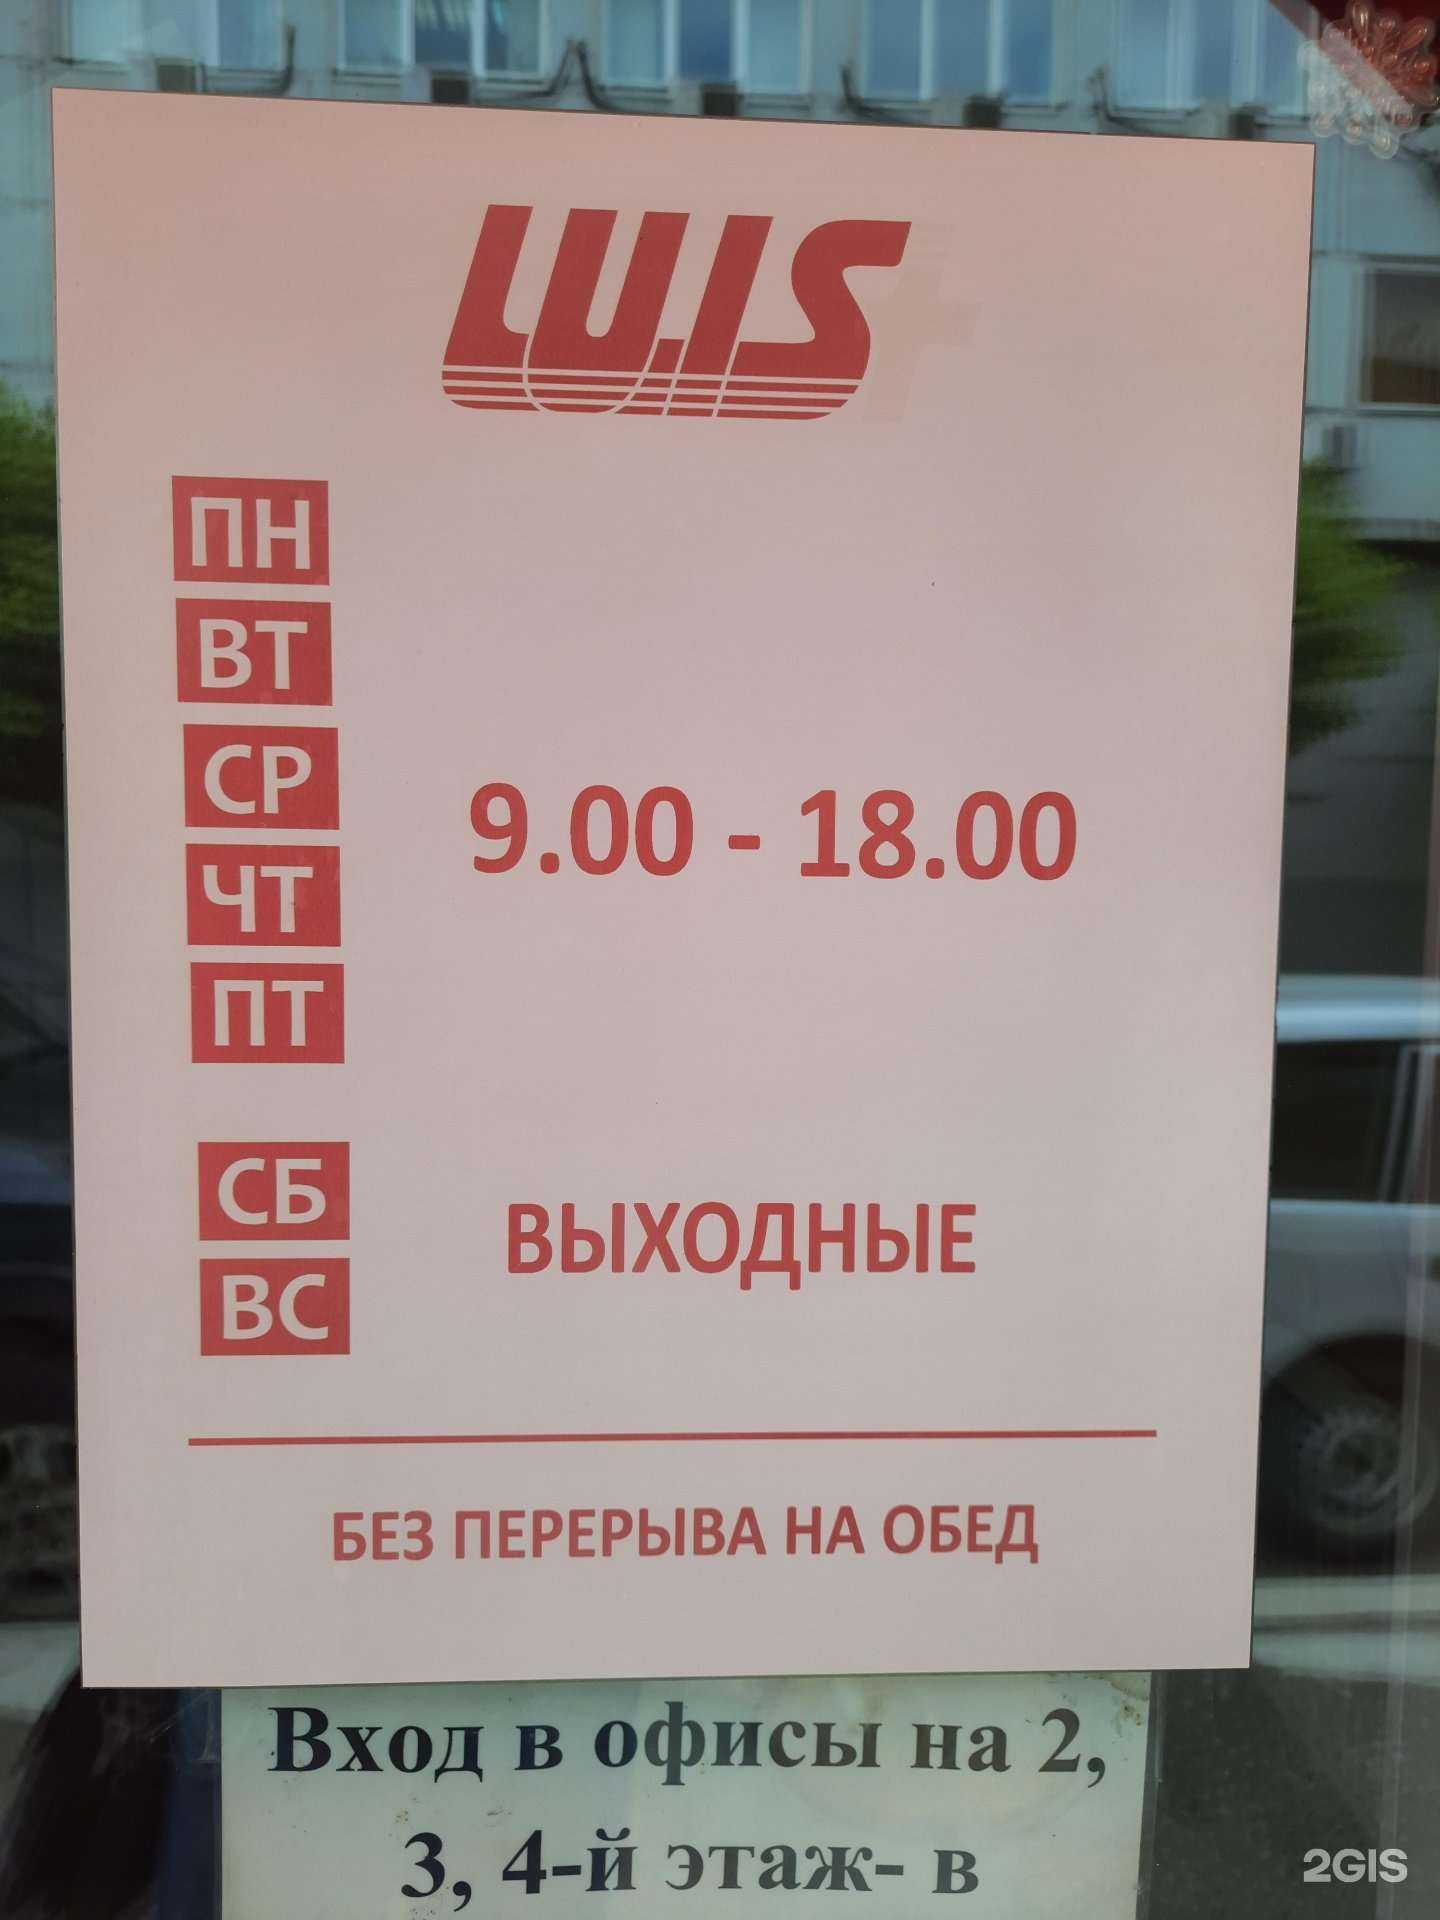 LU.IS
ПН
ВТ
СР
ЧТ
ПТ
9.00 - 18.00
СБ
ВС
ВЫХОДНЫЕ
БЕЗ ПЕРЕРЫВА НА ОБЕД
Вход в офисы на 2,
3, 4-й этаж- в
2GIS